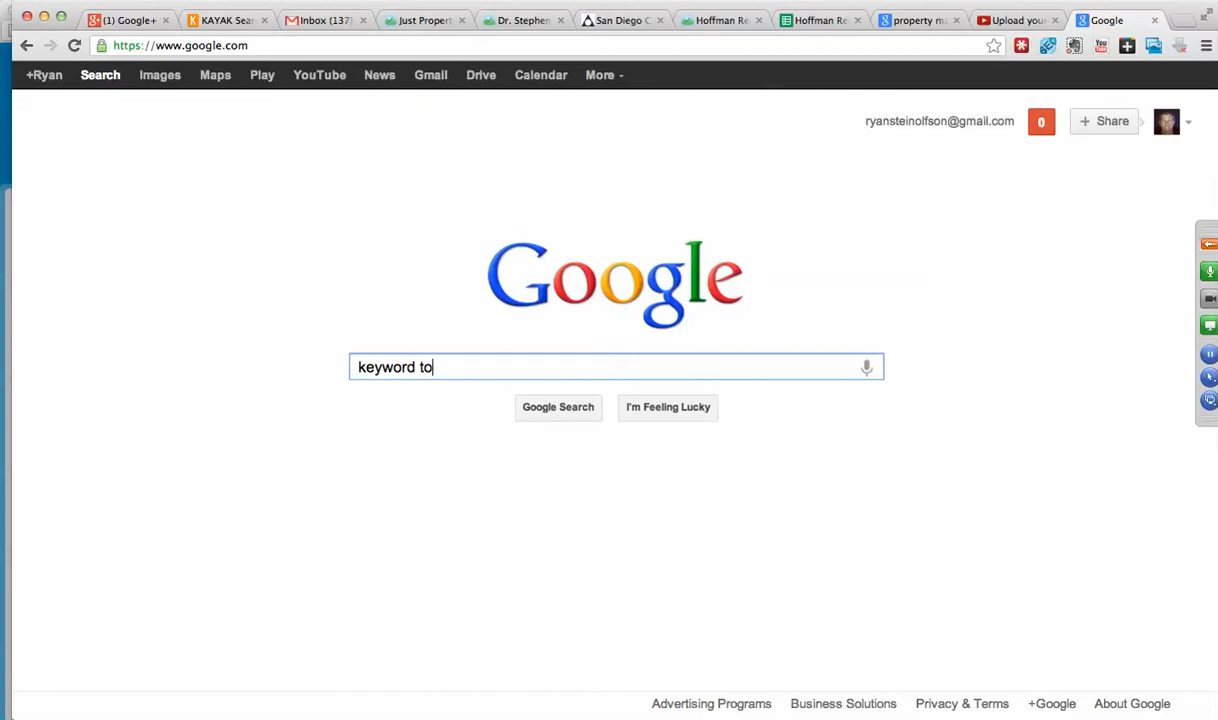 (1) Google+ KAYAK Sear Inbox (137) Just Propert Dr. Stephen San Diego C Hoffman Re Hoffman Re property ma Upload your Google
https://www.google.com
+Ryan Search Images Maps Play YouTube News Gmail Drive Calendar More
ryansteinolfson@gmail.com 0 + Share
Google
keyword to
Google Search I'm Feeling Lucky
Advertising Programs Business Solutions Privacy & Terms +Google About Google